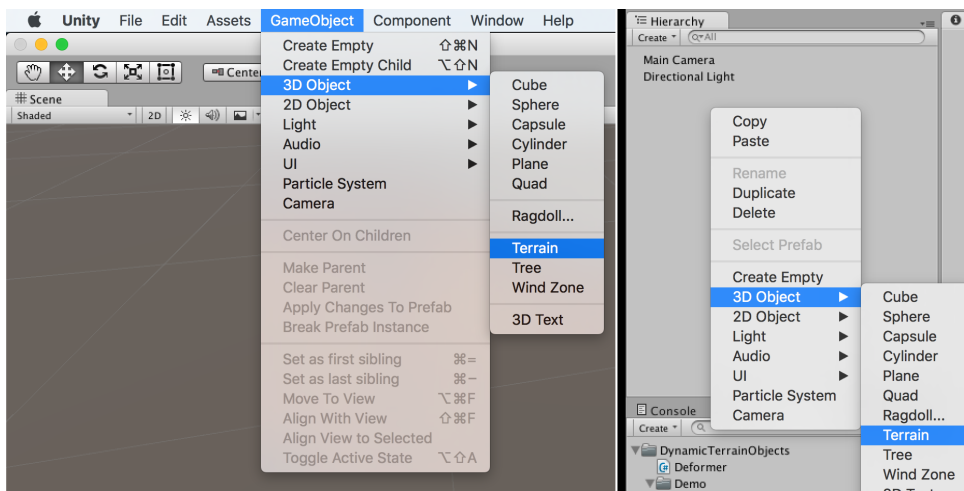 Unity File Edit Assets GameObject Component Window Help
Create Empty ⇧⌘N
Create Empty Child ⌥⇧N
3D Object ▶
2D Object ▶
Light ▶
Audio ▶
UI ▶
Particle System
Camera
Center On Children
Make Parent
Clear Parent
Apply Changes To Prefab
Break Prefab Instance
Set as first sibling ⌘=
Set as last sibling ⌘-
Move To View ⌥⌘F
Align With View ⇧⌘F
Align View to Selected
Toggle Active State ⌥⇧A
Cube
Sphere
Capsule
Cylinder
Plane
Quad
Ragdoll...
Terrain
Tree
Wind Zone
3D Text
Center
Scene
Shaded 2D
Hierarchy
Create All
Main Camera
Directional Light
Copy
Paste
Rename
Duplicate
Delete
Select Prefab
Create Empty
3D Object ▶
2D Object ▶
Light ▶
Audio ▶
UI ▶
Particle System
Camera
Cube
Sphere
Capsule
Cylinder
Plane
Quad
Ragdoll...
Terrain
Tree
Wind Zone
Console
Create
DynamicTerrainObjects
Deformer
Demo